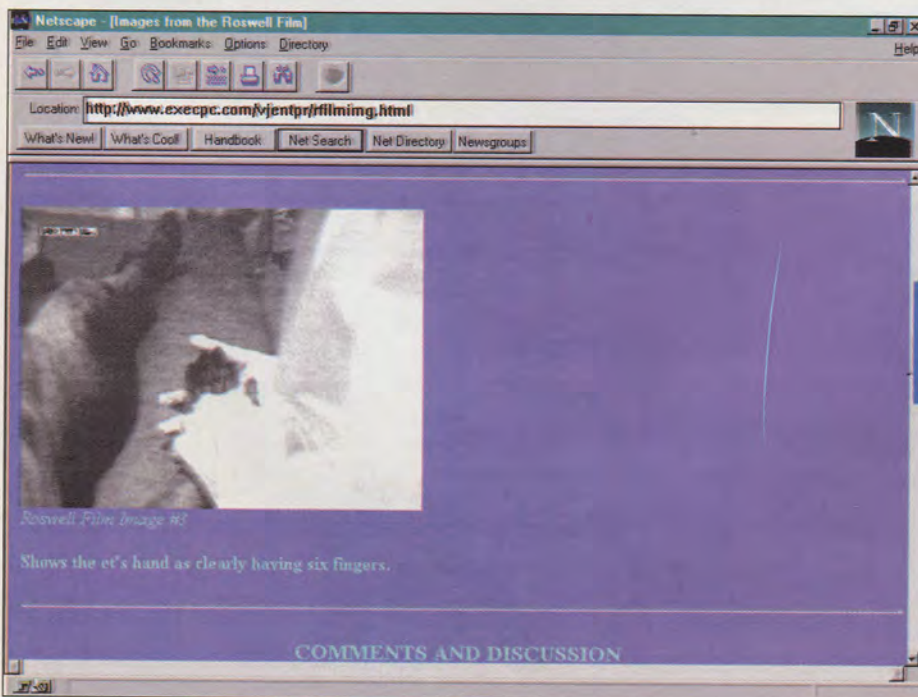 Netscape - [Images from the Roswell Film]
File Edit View Go Bookmarks Options Directory
Help
Location: http://www.execpc.com/vjentpr/rfilmimg.html
N
What's New! What's Cool! Handbook Net Search Net Directory Newsgroups
Roswell Film Image #3
Shows the et's hand as clearly having six fingers.
COMMENTS AND DISCUSSION